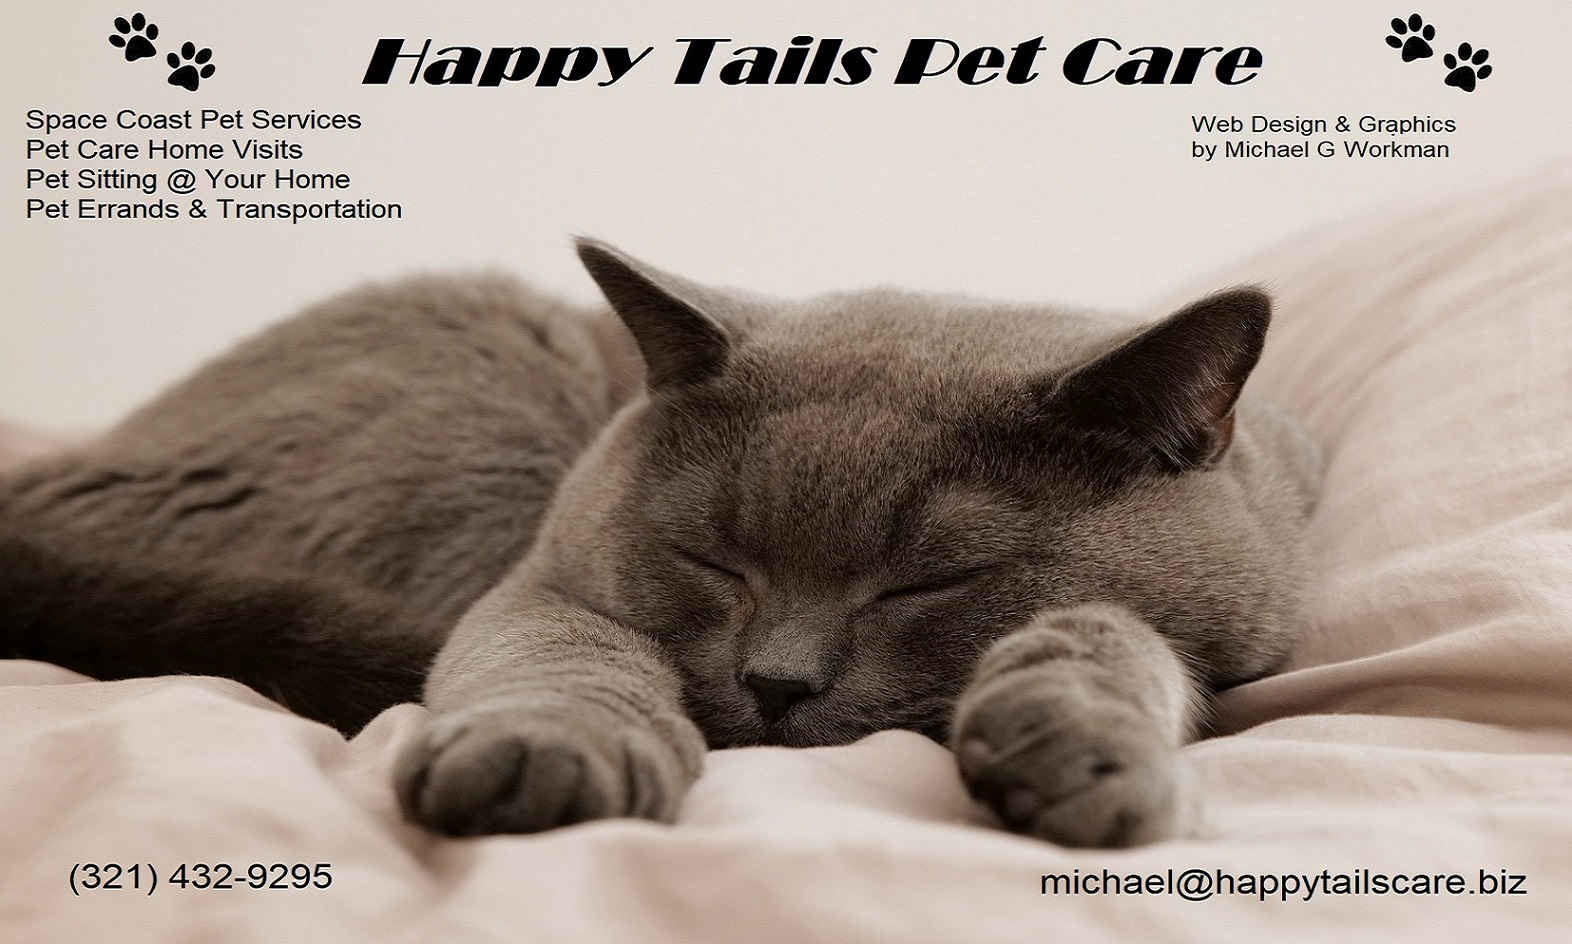 Happy Tails Pet Care
Space Coast Pet Services
Pet Care Home Visits
Pet Sitting @ Your Home
Pet Errands & Transportation
Web Design & Graphics
by Michael G Workman
(321) 432-9295
michael@happytailscare.biz